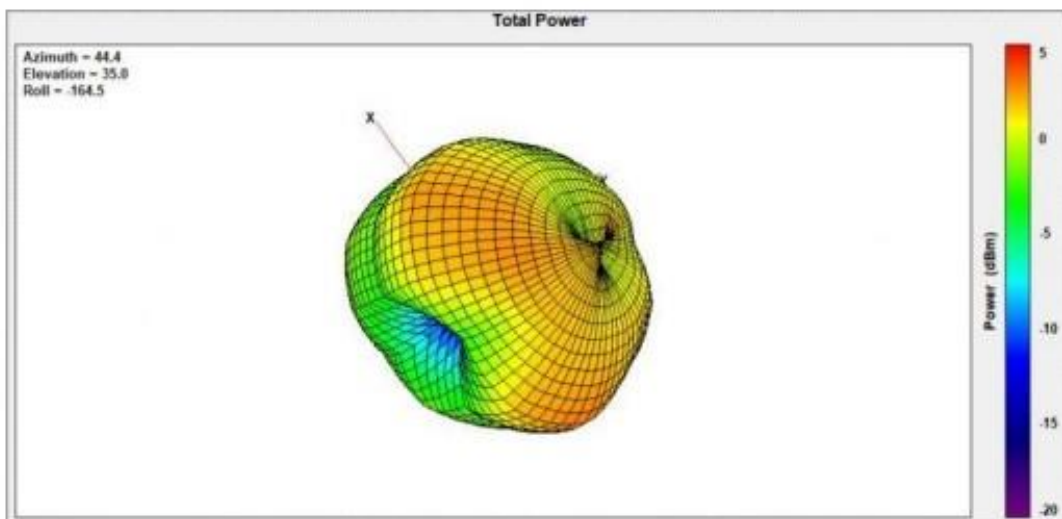 Total Power
Azimuth = 44.4
Elevation = 35.0
Roll = -164.5
X
5
0
-5
-10
-15
-20
Power (dBm)